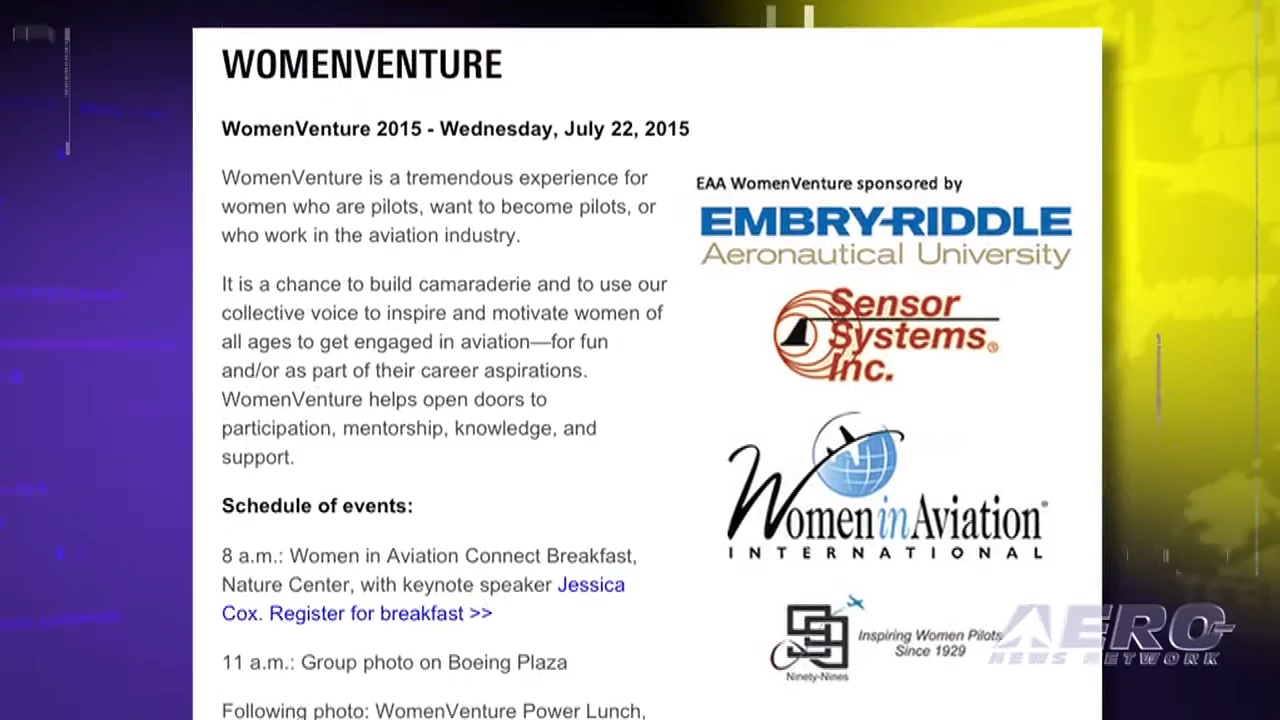 WOMENVENTURE
WomenVenture 2015 - Wednesday, July 22, 2015
WomenVenture is a tremendous experience for
women who are pilots, want to become pilots, or
who work in the aviation industry.
It is a chance to build camaraderie and to use our
collective voice to inspire and motivate women of
all ages to get engaged in aviation—for fun
and/or as part of their career aspirations.
WomenVenture helps open doors to
participation, mentorship, knowledge, and
support.
Schedule of events:
8 a.m.: Women in Aviation Connect Breakfast,
Nature Center, with keynote speaker Jessica
Cox. Register for breakfast >>
11 a.m.: Group photo on Boeing Plaza
Following photo: WomenVenture Power Lunch,
EAA WomenVenture sponsored by
EMBRY-RIDDLE
Aeronautical University
Sensor
Systems®
Inc.
Women in Aviation®
INTERNATIONAL
99
Ninety-Nines
Inspiring Women Pilots
Since 1929
AERO-
NEWS NETWORK